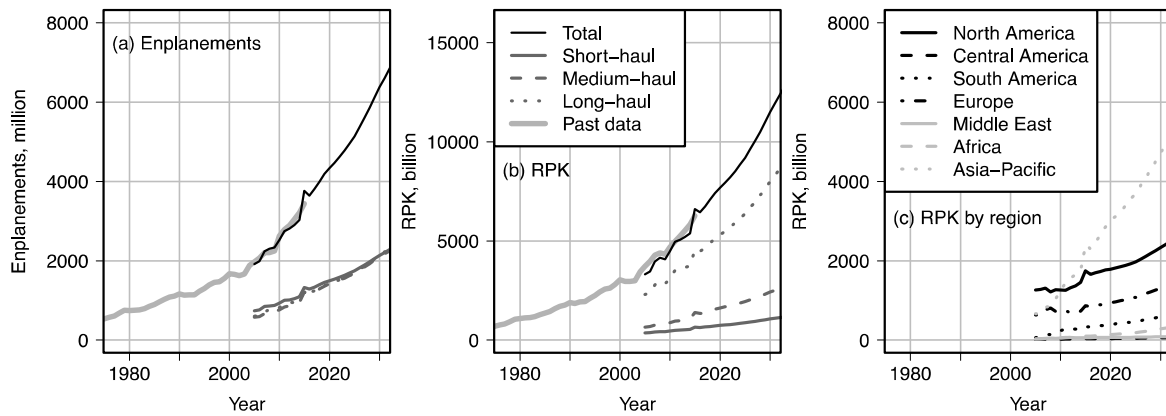 Enplanements, million
8000
6000
4000
2000
0
(a) Enplanements
1980
2000
2020
Year
RPK, billion
15000
10000
5000
0
Total
Short−haul
Medium−haul
Long−haul
Past data
(b) RPK
1980
2000
2020
Year
RPK, billion
8000
6000
4000
2000
0
North America
Central America
South America
Europe
Middle East
Africa
Asia−Pacific
(c) RPK by region
1980
2000
2020
Year